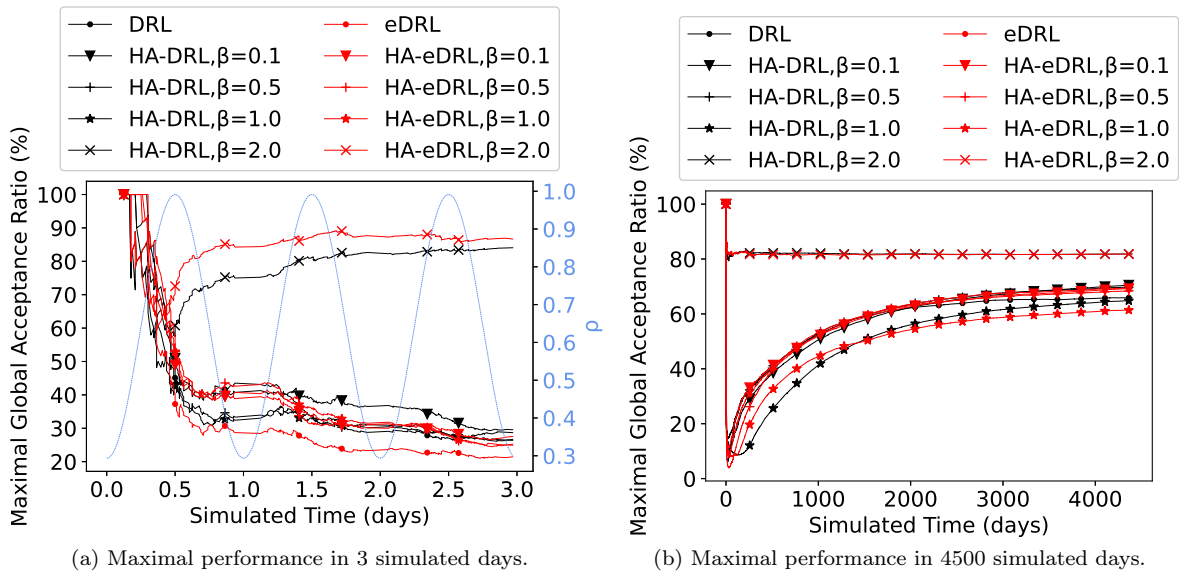 DRL
HA-DRL,β=0.1
HA-DRL,β=0.5
HA-DRL,β=1.0
HA-DRL,β=2.0
eDRL
HA-eDRL,β=0.1
HA-eDRL,β=0.5
HA-eDRL,β=1.0
HA-eDRL,β=2.0
Maximal Global Acceptance Ratio (%)
100
90
80
70
60
50
40
30
20
0.0 0.5 1.0 1.5 2.0 2.5 3.0
Simulated Time (days)
1.0
0.9
0.8
0.7
0.6
0.5
0.4
0.3
ρ
(a) Maximal performance in 3 simulated days.
DRL
HA-DRL,β=0.1
HA-DRL,β=0.5
HA-DRL,β=1.0
HA-DRL,β=2.0
eDRL
HA-eDRL,β=0.1
HA-eDRL,β=0.5
HA-eDRL,β=1.0
HA-eDRL,β=2.0
Maximal Global Acceptance Ratio (%)
100
80
60
40
20
0
0 1000 2000 3000 4000
Simulated Time (days)
(b) Maximal performance in 4500 simulated days.